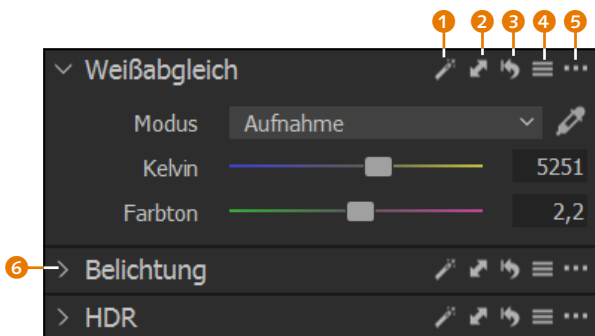 1 2 3 4 5
Weißabgleich
Modus Aufnahme
Kelvin 5251
Farbton 2,2
6 Belichtung
HDR